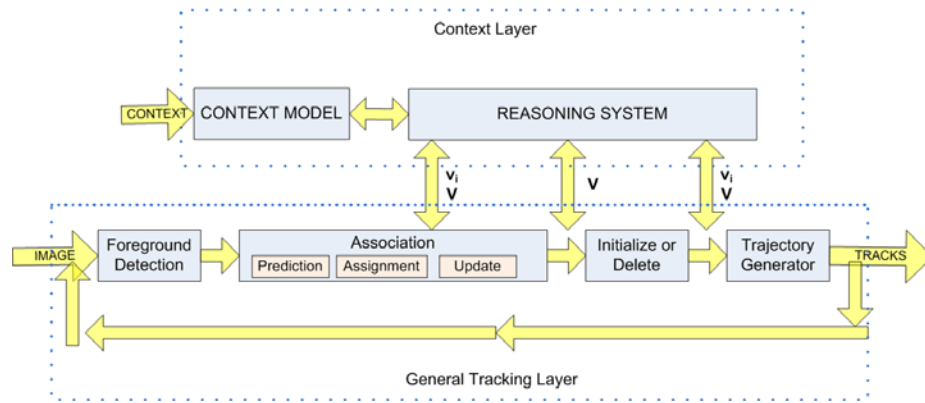 Context Layer
CONTEXT
CONTEXT MODEL
REASONING SYSTEM
vi
V
V
vi
V
IMAGE
Foreground
Detection
Association
Prediction
Assignment
Update
Initialize or
Delete
Trajectory
Generator
TRACKS
General Tracking Layer